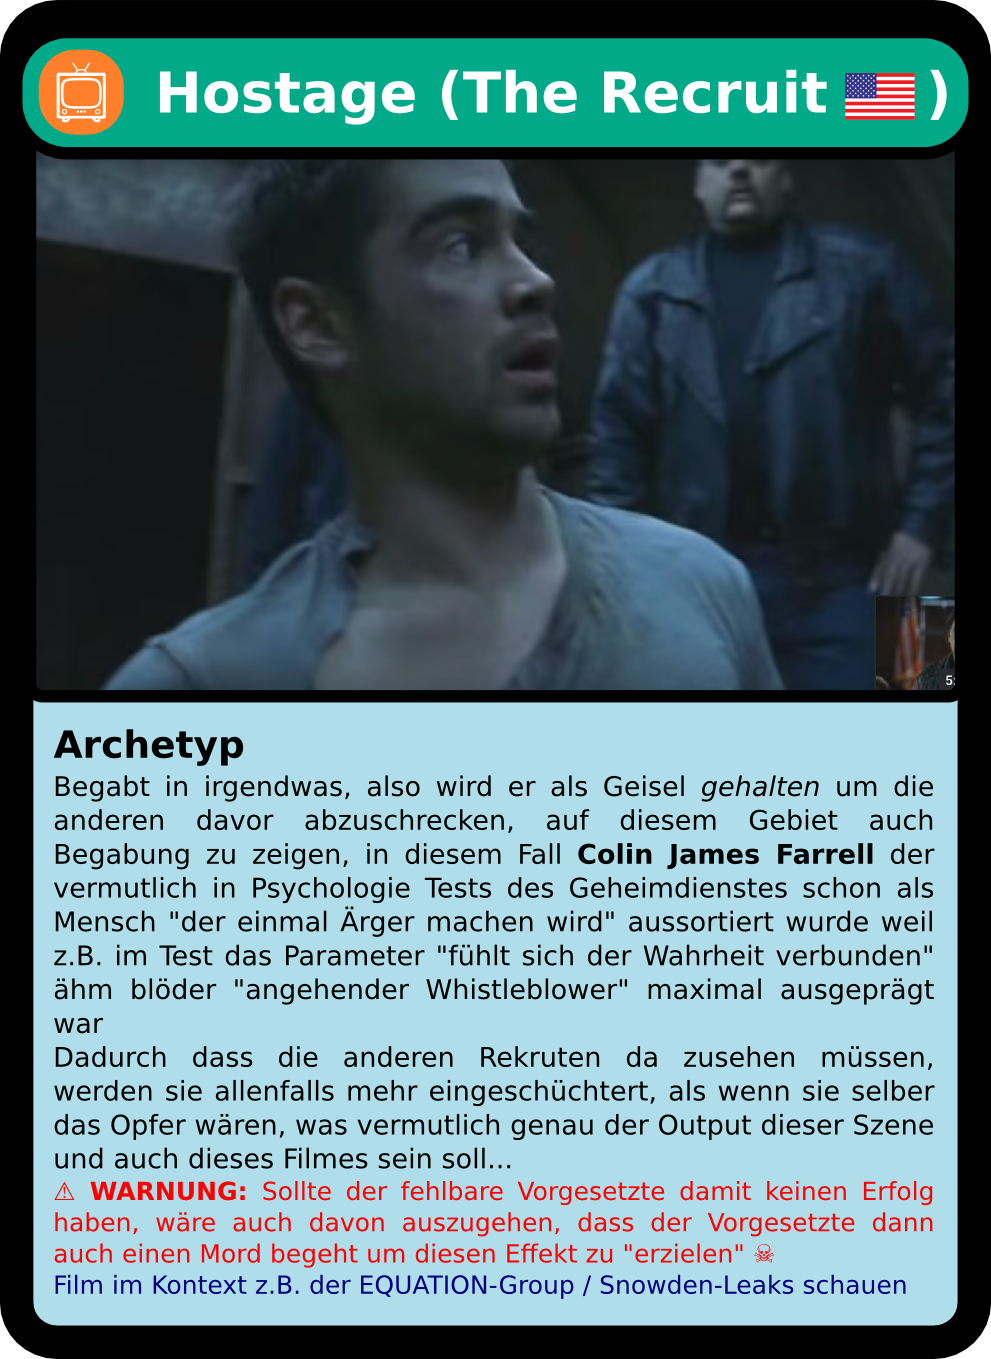 Hostage (The Recruit 🇺🇸 )
5:
Archetyp
Begabt in irgendwas, also wird er als Geisel gehalten um die
anderen davor abzuschrecken, auf diesem Gebiet auch
Begabung zu zeigen, in diesem Fall Colin James Farrell der
vermutlich in Psychologie Tests des Geheimdienstes schon als
Mensch "der einmal Ärger machen wird" aussortiert wurde weil
z.B. im Test das Parameter "fühlt sich der Wahrheit verbunden"
ähm blöder "angehender Whistleblower" maximal ausgeprägt
war
Dadurch dass die anderen Rekruten da zusehen müssen,
werden sie allenfalls mehr eingeschüchtert, als wenn sie selber
das Opfer wären, was vermutlich genau der Output dieser Szene
und auch dieses Filmes sein soll...
⚠ WARNUNG: Sollte der fehlbare Vorgesetzte damit keinen Erfolg
haben, wäre auch davon auszugehen, dass der Vorgesetzte dann
auch einen Mord begeht um diesen Effekt zu "erzielen" ☠
Film im Kontext z.B. der EQUATION-Group / Snowden-Leaks schauen